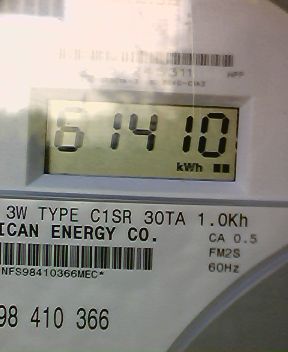 61410
kWh
3W TYPE C1SR 30TA 1.0Kh
ICAN ENERGY CO.
CA 0.5
FM2S
60Hz
NFS98410366MEC*
98 410 366